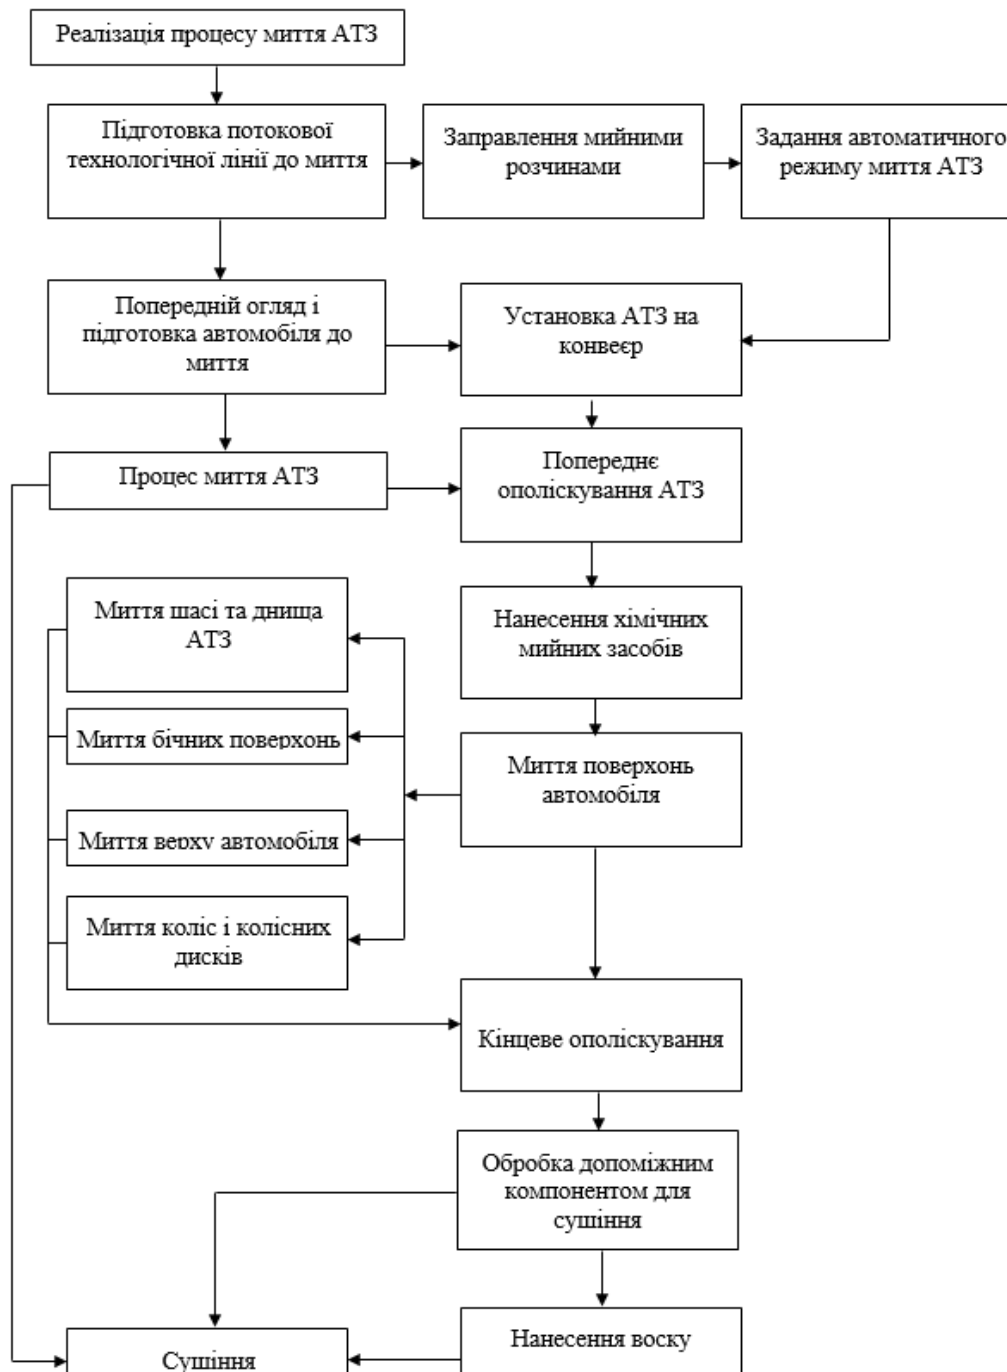 Реалізація процесу миття АТЗ
Підготовка потокової
технологічної лінії до миття
Заправлення мийними
розчинами
Задання автоматичного
режиму миття АТЗ
Попередній огляд і
підготовка автомобіля до
миття
Установка АТЗ на
конвеєр
Процес миття АТЗ
Попереднє
ополіскування АТЗ
Миття шасі та днища
АТЗ
Нанесення хімічних
мийних засобів
Миття бічних поверхонь
Миття поверхонь
автомобіля
Миття верху автомобіля
Миття коліс і колісних
дисків
Кінцеве ополіскування
Обробка допоміжним
компонентом для
сушіння
Нанесення воску
Сушіння